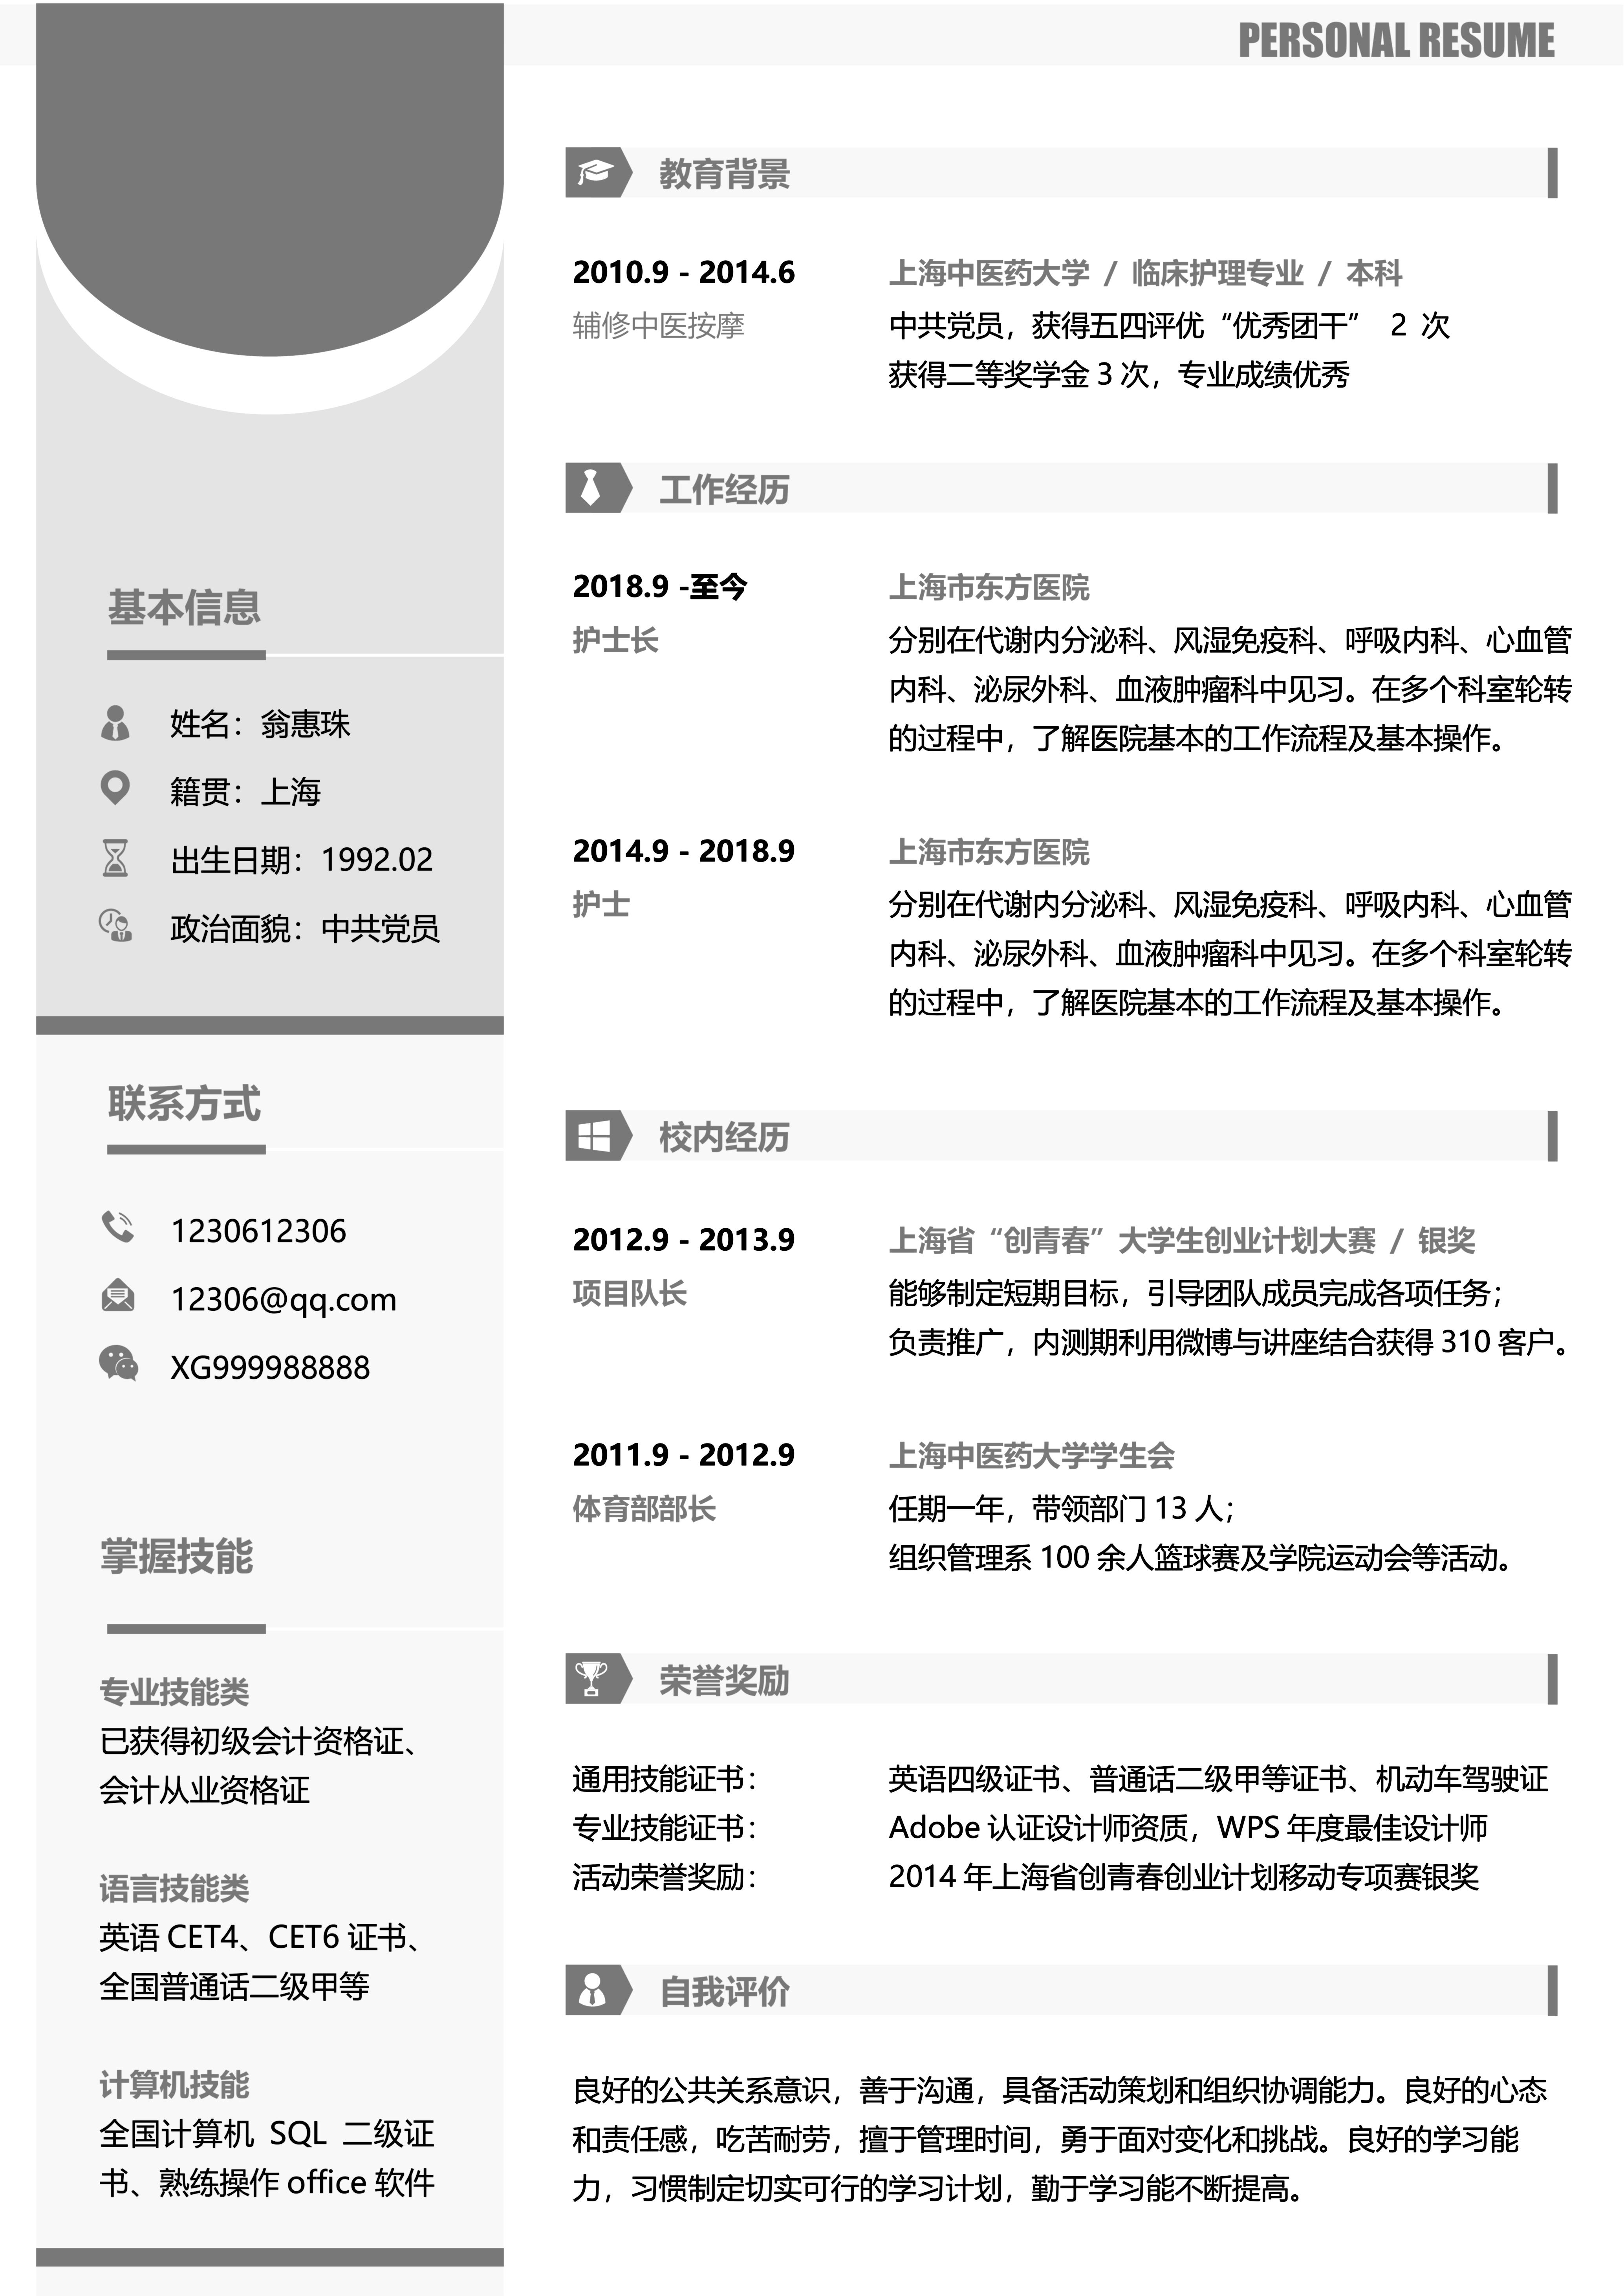 PERSONAL RESUME
基本信息
姓名：翁惠珠
籍贯：上海
出生日期：1992.02
政治面貌：中共党员
联系方式
1230612306
12306@qq.com
XG999988888
掌握技能
专业技能类
已获得初级会计资格证、
会计从业资格证
语言技能类
英语 CET4、CET6 证书、
全国普通话二级甲等
计算机技能
全国计算机 SQL 二级证
书、熟练操作 office 软件
教育背景
2010.9 - 2014.6 上海中医药大学 / 临床护理专业 / 本科
辅修中医按摩 中共党员，获得五四评优“优秀团干” 2 次
获得二等奖学金 3 次，专业成绩优秀
工作经历
2018.9 -至今 上海市东方医院
护士长 分别在代谢内分泌科、风湿免疫科、呼吸内科、心血管
内科、泌尿外科、血液肿瘤科中见习。在多个科室轮转
的过程中，了解医院基本的工作流程及基本操作。
2014.9 - 2018.9 上海市东方医院
护士 分别在代谢内分泌科、风湿免疫科、呼吸内科、心血管
内科、泌尿外科、血液肿瘤科中见习。在多个科室轮转
的过程中，了解医院基本的工作流程及基本操作。
校内经历
2012.9 - 2013.9 上海省“创青春”大学生创业计划大赛 / 银奖
项目队长 能够制定短期目标，引导团队成员完成各项任务；
负责推广，内测期利用微博与讲座结合获得 310 客户。
2011.9 - 2012.9 上海中医药大学学生会
体育部部长 任期一年，带领部门 13 人；
组织管理系 100 余人篮球赛及学院运动会等活动。
荣誉奖励
通用技能证书： 英语四级证书、普通话二级甲等证书、机动车驾驶证
专业技能证书： Adobe 认证设计师资质，WPS 年度最佳设计师
活动荣誉奖励： 2014 年上海省创青春创业计划移动专项赛银奖
自我评价
良好的公共关系意识，善于沟通，具备活动策划和组织协调能力。良好的心态
和责任感，吃苦耐劳，擅于管理时间，勇于面对变化和挑战。良好的学习能
力，习惯制定切实可行的学习计划，勤于学习能不断提高。